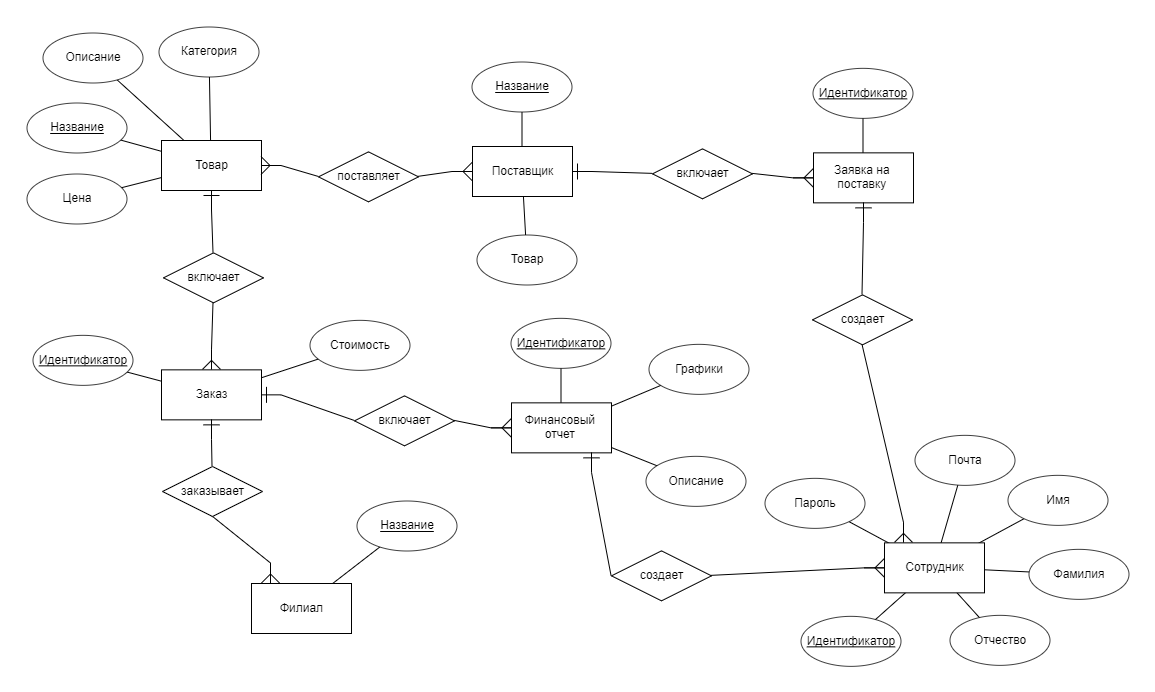 Описание
Категория
Название
Товар
Цена
поставляет
Название
Поставщик
Товар
включает
Идентификатор
Заявка на
поставку
включает
создает
Идентификатор
Стоимость
Заказ
включает
Идентификатор
Графики
Финансовый
отчет
Описание
заказывает
Название
Филиал
создает
Почта
Пароль
Имя
Сотрудник
Фамилия
Идентификатор
Отчество